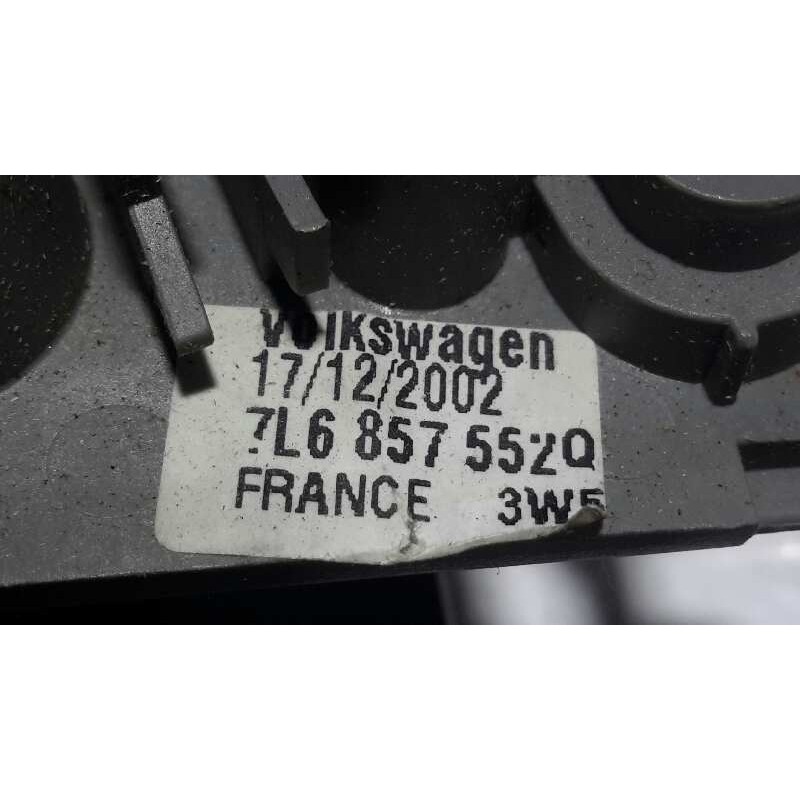 Volkswagen
17/12/2002
7L6 857 552Q
FRANCE 3W5